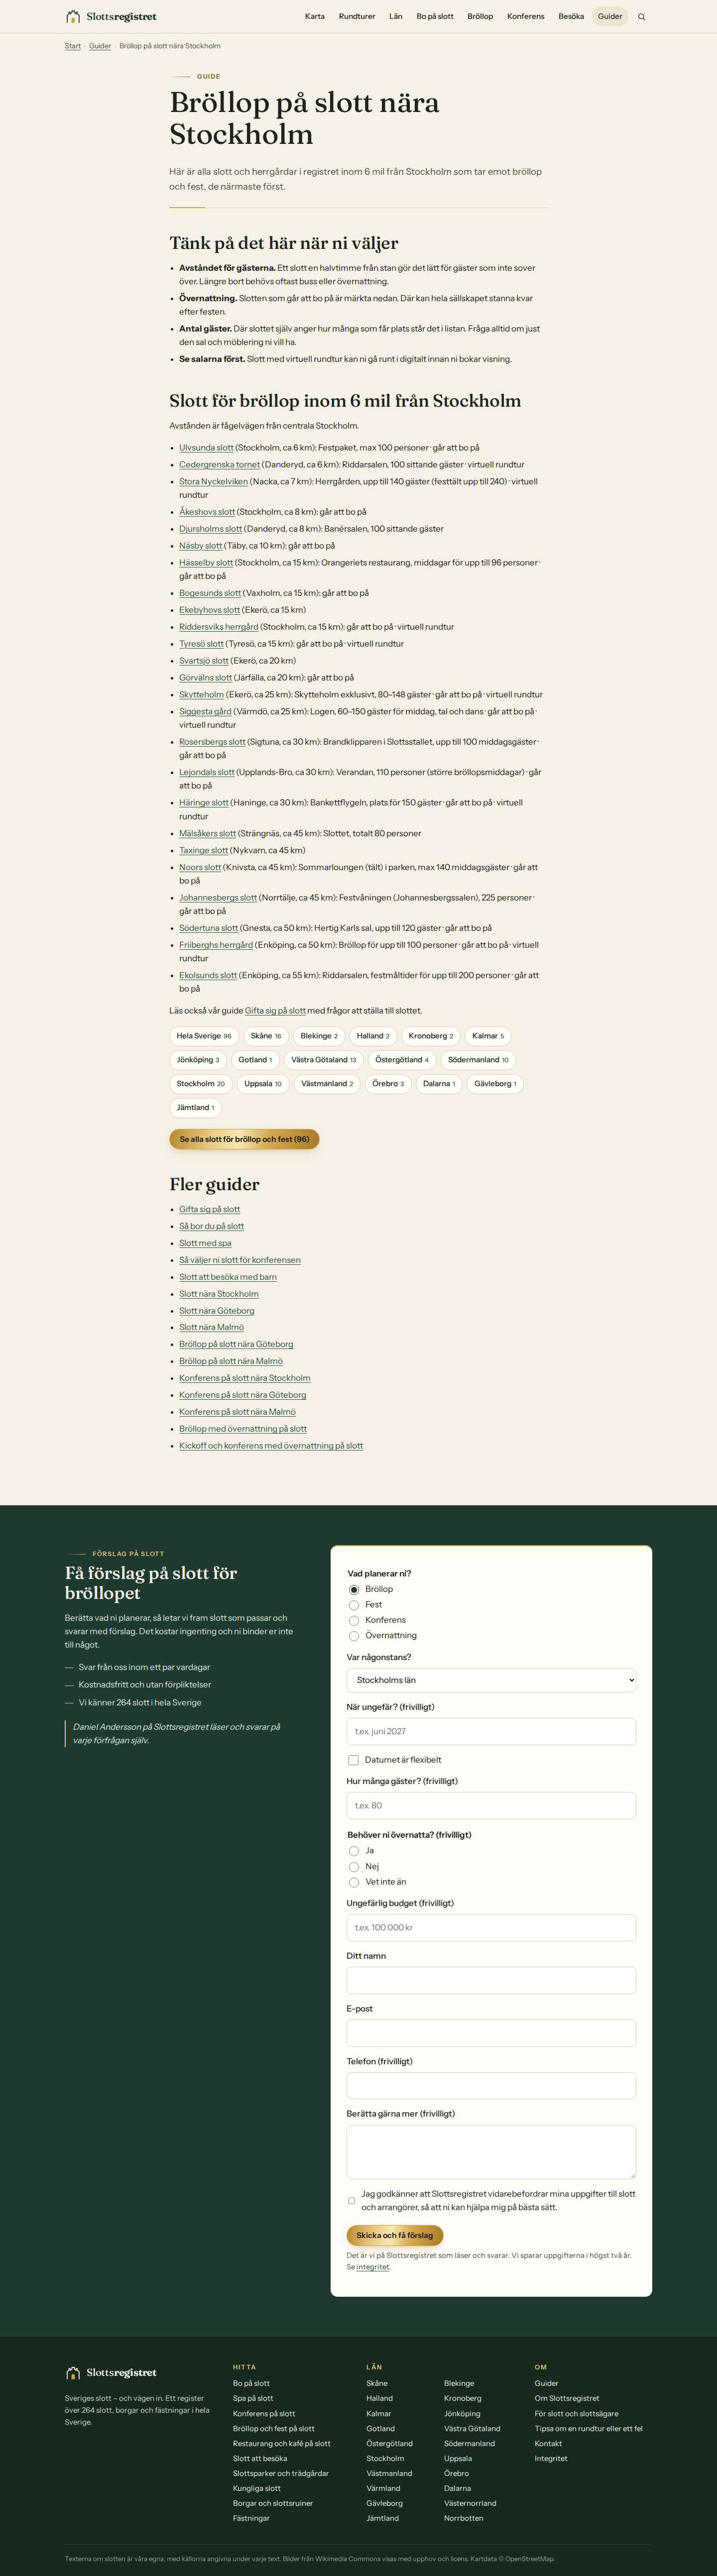 Slottsregistret
Karta Rundturer Län Bo på slott Bröllop Konferens Besöka Guider
Start › Guider › Bröllop på slott nära Stockholm
GUIDE
Bröllop på slott nära
Stockholm
Här är alla slott och herrgårdar i registret inom 6 mil från Stockholm som tar emot bröllop
och fest, de närmaste först.
Tänk på det här när ni väljer
• Avståndet för gästerna. Ett slott en halvtimme från stan gör det lätt för gäster som inte sover
över. Längre bort behövs oftast buss eller övernattning.
• Övernattning. Slotten som går att bo på är märkta nedan. Där kan hela sällskapet stanna kvar
efter festen.
• Antal gäster. Där slottet själv anger hur många som får plats står det i listan. Fråga alltid om just
den sal och möblering ni vill ha.
• Se salarna först. Slott med virtuell rundtur kan ni gå runt i digitalt innan ni bokar visning.
Slott för bröllop inom 6 mil från Stockholm
Avstånden är fågelvägen från centrala Stockholm.
• Ulvsunda slott (Stockholm, ca 6 km): Festpaket, max 100 personer · går att bo på
• Cedergrenska tornet (Danderyd, ca 6 km): Riddarsalen, 100 sittande gäster · virtuell rundtur
• Stora Nyckelviken (Nacka, ca 7 km): Herrgården, upp till 140 gäster (festtält upp till 240) · virtuell
rundtur
• Åkeshovs slott (Stockholm, ca 8 km): går att bo på
• Djursholms slott (Danderyd, ca 8 km): Banérsalen, 100 sittande gäster
• Näsby slott (Täby, ca 10 km): går att bo på
• Hässelby slott (Stockholm, ca 15 km): Orangeriets restaurang, middagar för upp till 96 personer ·
går att bo på
• Bogesunds slott (Vaxholm, ca 15 km): går att bo på
• Ekebyhovs slott (Ekerö, ca 15 km)
• Riddersviks herrgård (Stockholm, ca 15 km): går att bo på · virtuell rundtur
• Tyresö slott (Tyresö, ca 15 km): går att bo på · virtuell rundtur
• Svartsjö slott (Ekerö, ca 20 km)
• Görvälns slott (Järfälla, ca 20 km): går att bo på
• Skytteholm (Ekerö, ca 25 km): Skytteholm exklusivt, 80–148 gäster · går att bo på · virtuell rundtur
• Siggesta gård (Värmdö, ca 25 km): Logen, 60–150 gäster för middag, tal och dans · går att bo på ·
virtuell rundtur
• Rosersbergs slott (Sigtuna, ca 30 km): Brandklipparen i Slottsstallet, upp till 100 middagsgäster ·
går att bo på
• Lejondals slott (Upplands-Bro, ca 30 km): Verandan, 110 personer (större bröllopsmiddagar) · går
att bo på
• Häringe slott (Haninge, ca 30 km): Bankettflygeln, plats för 150 gäster · går att bo på · virtuell
rundtur
• Mälsåkers slott (Strängnäs, ca 45 km): Slottet, totalt 80 personer
• Taxinge slott (Nykvarn, ca 45 km)
• Noors slott (Knivsta, ca 45 km): Sommarloungen (tält) i parken, max 140 middagsgäster · går att
bo på
• Johannesbergs slott (Norrtälje, ca 45 km): Festvåningen (Johannesbergssalen), 225 personer ·
går att bo på
• Södertuna slott (Gnesta, ca 50 km): Hertig Karls sal, upp till 120 gäster · går att bo på
• Friiberghs herrgård (Enköping, ca 50 km): Bröllop för upp till 100 personer · går att bo på · virtuell
rundtur
• Ekolsunds slott (Enköping, ca 55 km): Riddarsalen, festmåltider för upp till 200 personer · går att
bo på
Läs också vår guide Gifta sig på slott med frågor att ställa till slottet.
Hela Sverige 96 Skåne 16 Blekinge 2 Halland 2 Kronoberg 2 Kalmar 5
Jönköping 3 Gotland 1 Västra Götaland 13 Östergötland 4 Södermanland 10
Stockholm 20 Uppsala 10 Västmanland 2 Örebro 3 Dalarna 1 Gävleborg 1
Jämtland 1
Se alla slott för bröllop och fest (96)
Fler guider
• Gifta sig på slott
• Så bor du på slott
• Slott med spa
• Så väljer ni slott för konferensen
• Slott att besöka med barn
• Slott nära Stockholm
• Slott nära Göteborg
• Slott nära Malmö
• Bröllop på slott nära Göteborg
• Bröllop på slott nära Malmö
• Konferens på slott nära Stockholm
• Konferens på slott nära Göteborg
• Konferens på slott nära Malmö
• Bröllop med övernattning på slott
• Kickoff och konferens med övernattning på slott
FÖRSLAG PÅ SLOTT
Få förslag på slott för
bröllopet
Berätta vad ni planerar, så letar vi fram slott som passar och
svarar med förslag. Det kostar ingenting och ni binder er inte
till något.
— Svar från oss inom ett par vardagar
— Kostnadsfritt och utan förpliktelser
— Vi känner 264 slott i hela Sverige
Daniel Andersson på Slottsregistret läser och svarar på
varje förfrågan själv.
Vad planerar ni?
Bröllop
Fest
Konferens
Övernattning
Var någonstans?
Stockholms län
När ungefär? (frivilligt)
t.ex. juni 2027
Datumet är flexibelt
Hur många gäster? (frivilligt)
t.ex. 80
Behöver ni övernatta? (frivilligt)
Ja
Nej
Vet inte än
Ungefärlig budget (frivilligt)
t.ex. 100 000 kr
Ditt namn
E-post
Telefon (frivilligt)
Berätta gärna mer (frivilligt)
Jag godkänner att Slottsregistret vidarebefordrar mina uppgifter till slott
och arrangörer, så att ni kan hjälpa mig på bästa sätt.
Skicka och få förslag
Det är vi på Slottsregistret som läser och svarar. Vi sparar uppgifterna i högst två år.
Se integritet.
Slottsregistret
Sveriges slott – och vägen in. Ett register
över 264 slott, borgar och fästningar i hela
Sverige.
HITTA
Bo på slott
Spa på slott
Konferens på slott
Bröllop och fest på slott
Restaurang och kafé på slott
Slott att besöka
Slottsparker och trädgårdar
Kungliga slott
Borgar och slottsruiner
Fästningar
LÄN
Skåne
Halland
Kalmar
Gotland
Östergötland
Stockholm
Västmanland
Värmland
Gävleborg
Jämtland
Blekinge
Kronoberg
Jönköping
Västra Götaland
Södermanland
Uppsala
Örebro
Dalarna
Västernorrland
Norrbotten
OM
Guider
Om Slottsregistret
För slott och slottsägare
Tipsa om en rundtur eller ett fel
Kontakt
Integritet
Texterna om slotten är våra egna, med källorna angivna under varje text. Bilder från Wikimedia Commons visas med upphov och licens. Kartdata © OpenStreetMap.